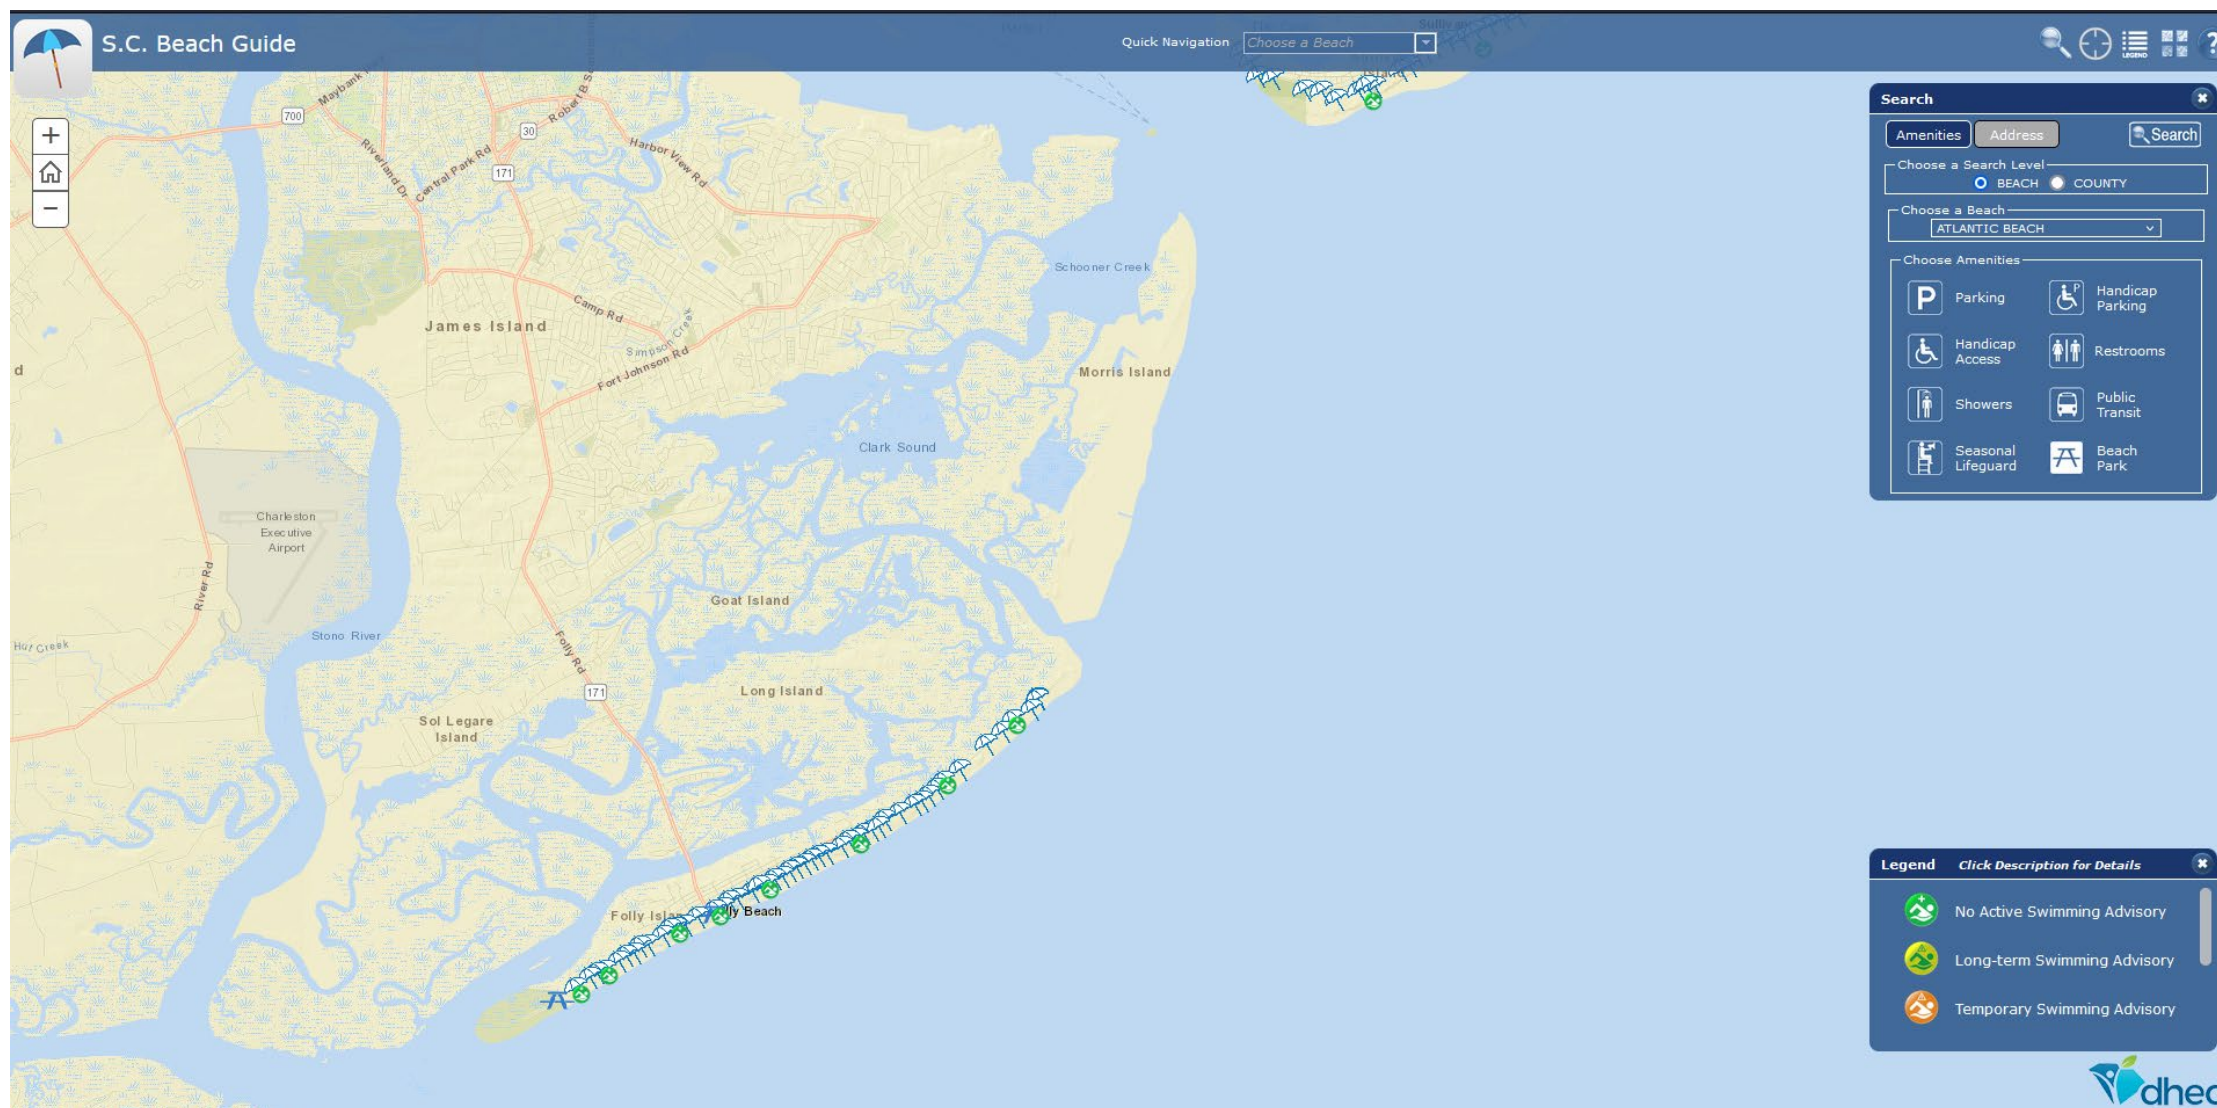 S.C. Beach Guide
Quick Navigation
Choose a Beach
LEGEND
?
Search
Amenities
Address
Search
Choose a Search Level
BEACH
COUNTY
Choose a Beach
ATLANTIC BEACH
Choose Amenities
P
Parking
P
Handicap
Parking
Handicap
Access
Restrooms
Showers
Public
Transit
Seasonal
Lifeguard
Beach
Park
Legend
Click Description for Details
No Active Swimming Advisory
Long-term Swimming Advisory
Temporary Swimming Advisory
dhec
+
−
700
30
171
Riverland Dr
Central Park Rd
Harbor View Rd
Schooner Creek
Camp Rd
James Island
Simpson Creek
Fort Johnson Rd
Morris Island
d
Clark Sound
Charleston
Executive
Airport
River Rd
Goat Island
Stono River
Folly Rd
171
Long Island
Sol Legare
Island
ly Beach